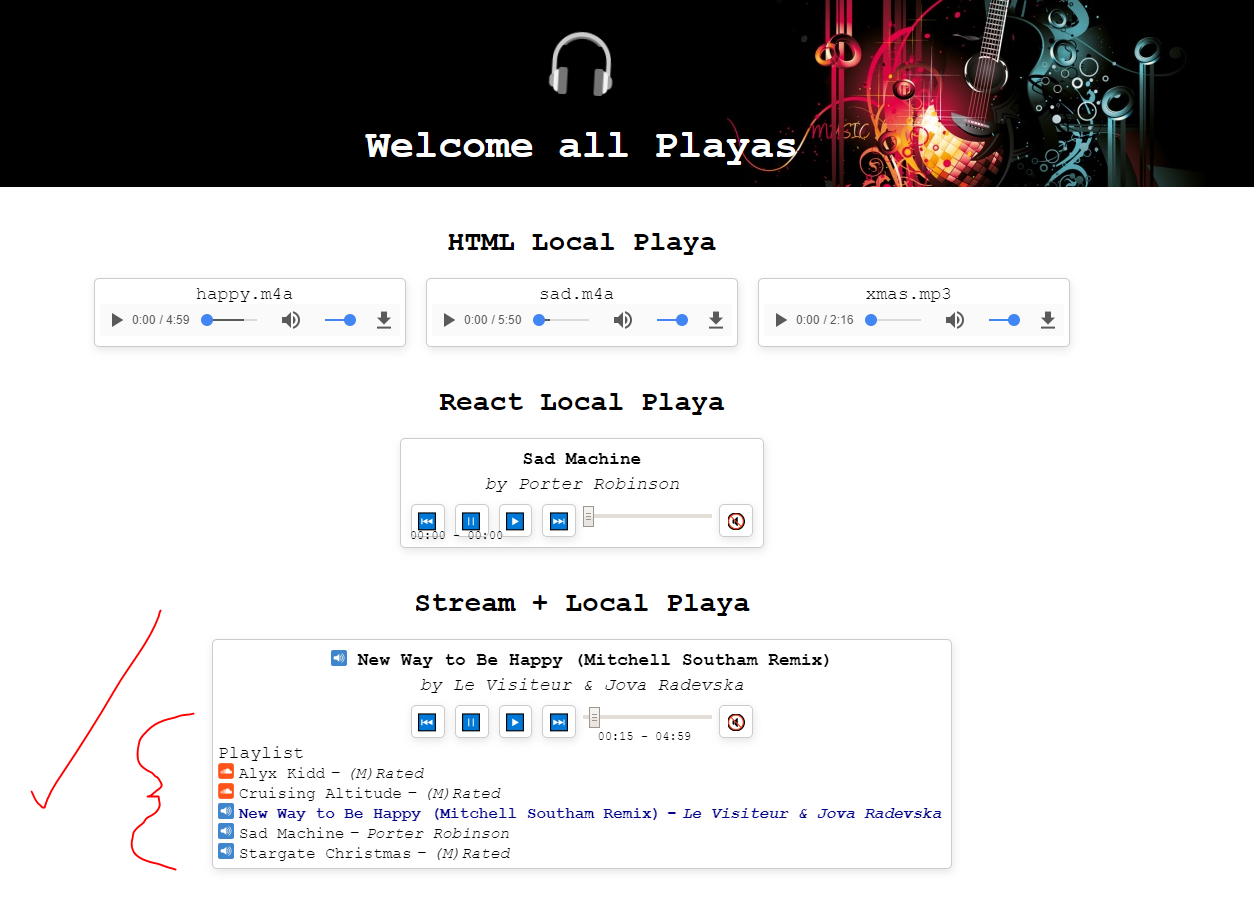 MUSIC
Welcome all Playas
HTML Local Playa
happy.m4a
0:00 / 4:59
sad.m4a
0:00 / 5:50
xmas.mp3
0:00 / 2:16
React Local Playa
Sad Machine
by Porter Robinson
00:00 - 00:00
Stream + Local Playa
New Way to Be Happy (Mitchell Southam Remix)
by Le Visiteur & Jova Radevska
00:15 - 04:59
Playlist
Alyx Kidd - (M)Rated
Cruising Altitude - (M)Rated
New Way to Be Happy (Mitchell Southam Remix) - Le Visiteur & Jova Radevska
Sad Machine - Porter Robinson
Stargate Christmas - (M)Rated